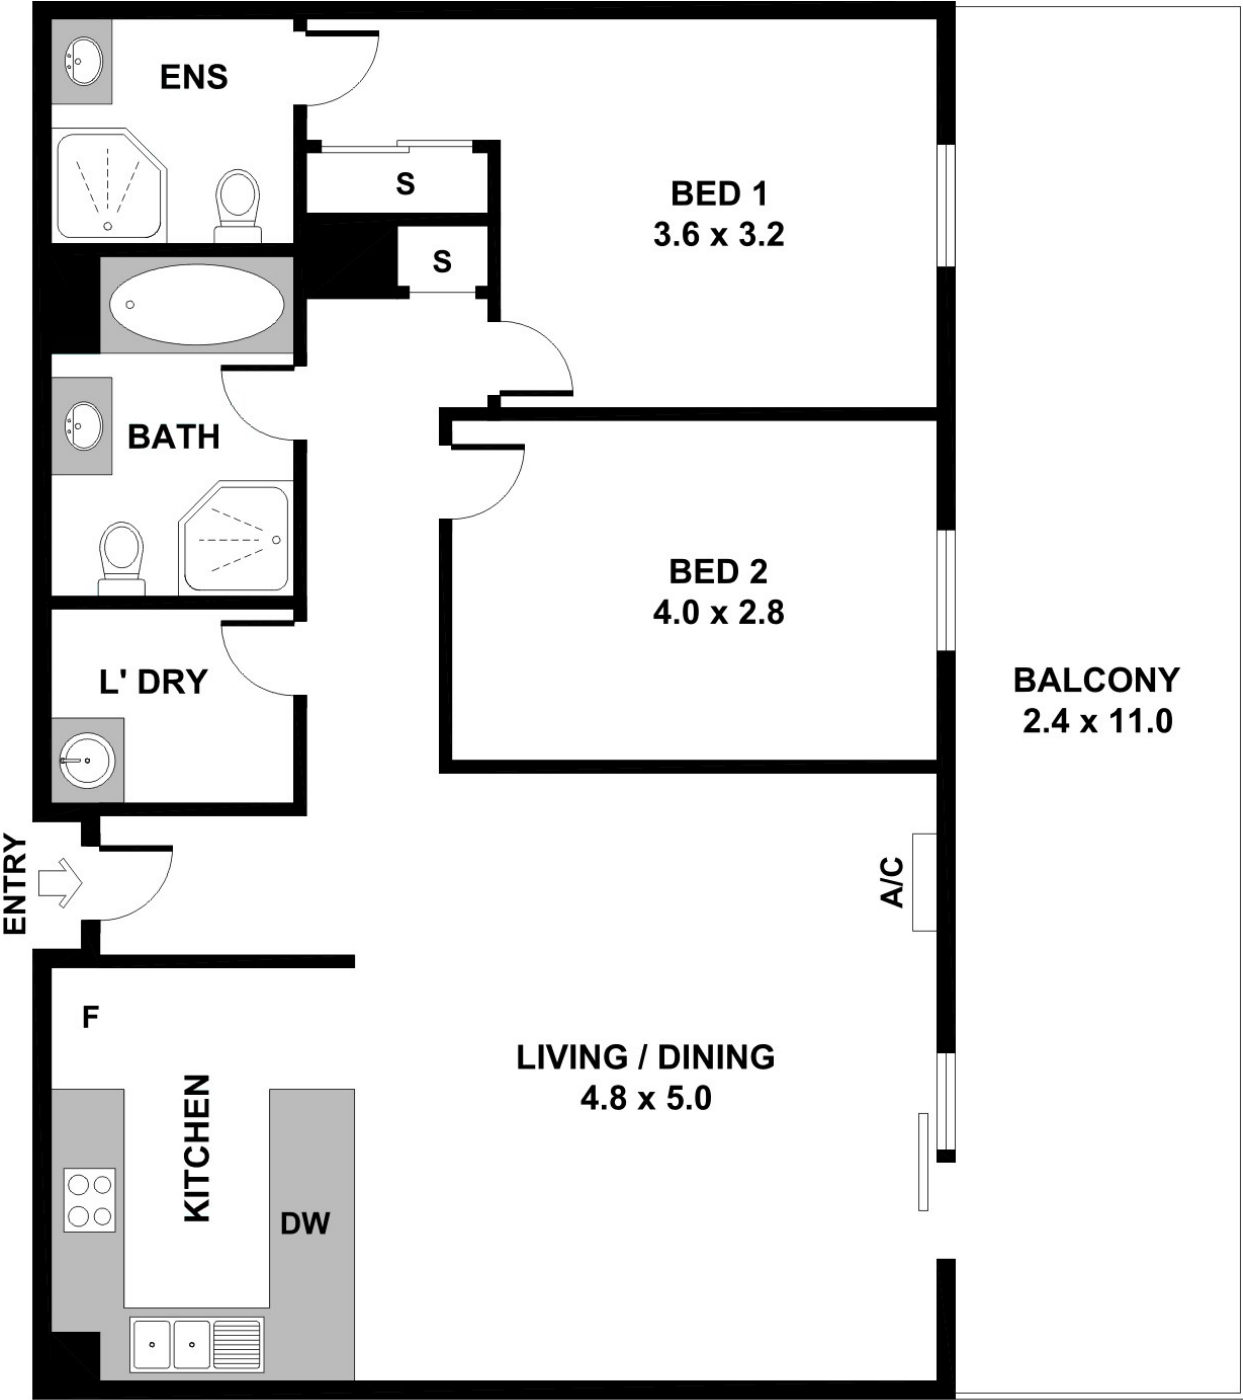 ENS
S
BED 1
3.6 x 3.2
S
BATH
BED 2
4.0 x 2.8
L' DRY
BALCONY
2.4 x 11.0
ENTRY
A/C
F
KITCHEN
LIVING / DINING
4.8 x 5.0
DW